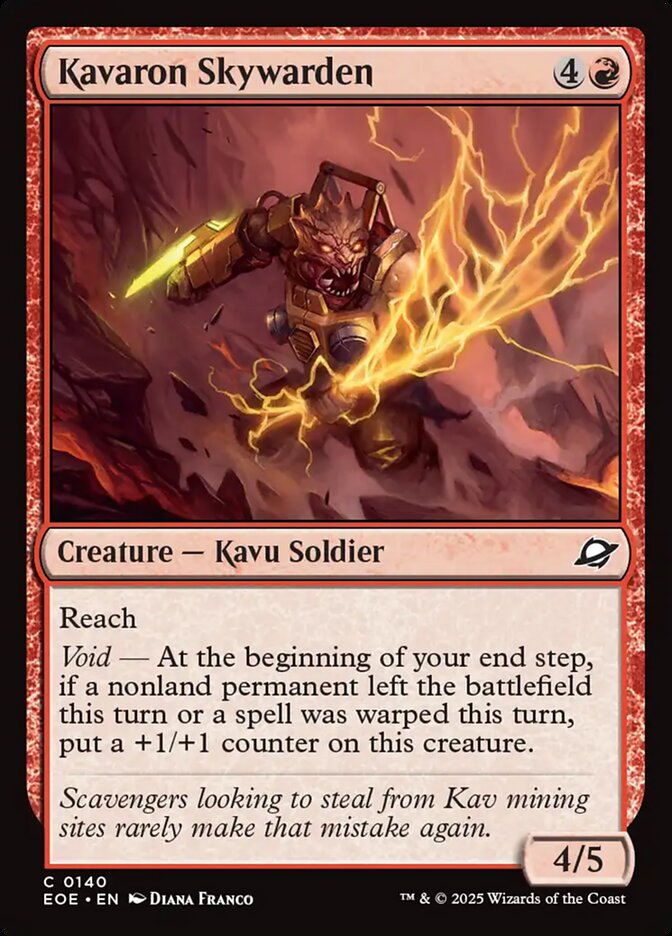 Kavaron Skywarden 4
Creature — Kavu Soldier
Reach
Void — At the beginning of your end step,
if a nonland permanent left the battlefield
this turn or a spell was warped this turn,
put a +1/+1 counter on this creature.
Scavengers looking to steal from Kav mining
sites rarely make that mistake again.
4/5
C 0140
EOE • EN Diana Franco
™ & © 2025 Wizards of the Coast